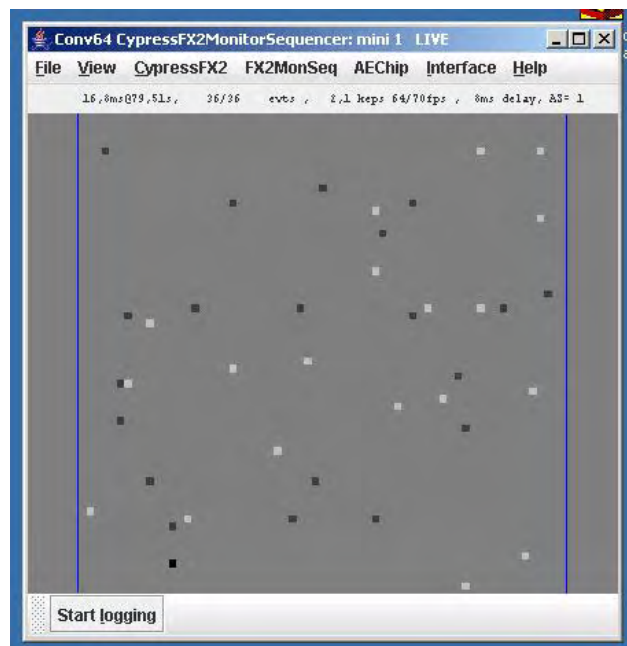 Conv64 CypressFX2MonitorSequencer: mini 1 LIVE
File View CypressFX2 FX2MonSeq AEChip Interface Help
16,8ms@79,51s, 36/36 evts , 2,1 keps 64/70fps , 8ms delay, AS= 1
Start logging